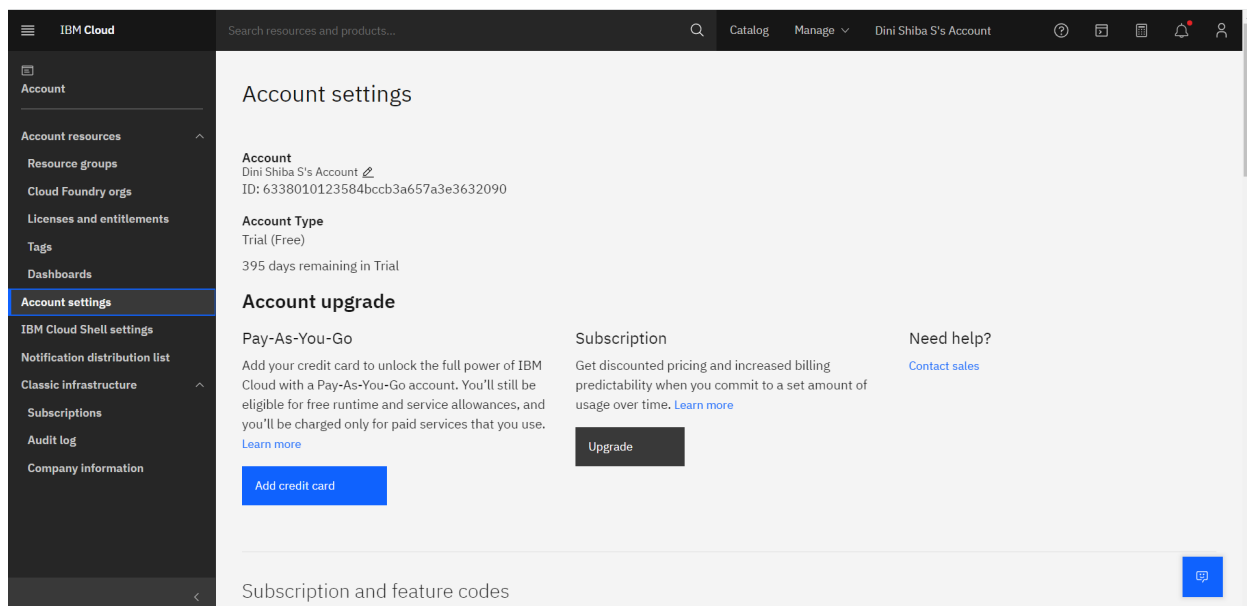 IBM Cloud
Search resources and products...
Catalog
Manage
Dini Shiba S's Account
Account
Account resources
Resource groups
Cloud Foundry orgs
Licenses and entitlements
Tags
Dashboards
Account settings
IBM Cloud Shell settings
Notification distribution list
Classic infrastructure
Subscriptions
Audit log
Company information
Account settings
Account
Dini Shiba S's Account
ID: 6338010123584bccb3a657a3e3632090
Account Type
Trial (Free)
395 days remaining in Trial
Account upgrade
Pay-As-You-Go
Add your credit card to unlock the full power of IBM
Cloud with a Pay-As-You-Go account. You’ll still be
eligible for free runtime and service allowances, and
you’ll be charged only for paid services that you use.
Learn more
Add credit card
Subscription
Get discounted pricing and increased billing
predictability when you commit to a set amount of
usage over time. Learn more
Upgrade
Need help?
Contact sales
Subscription and feature codes